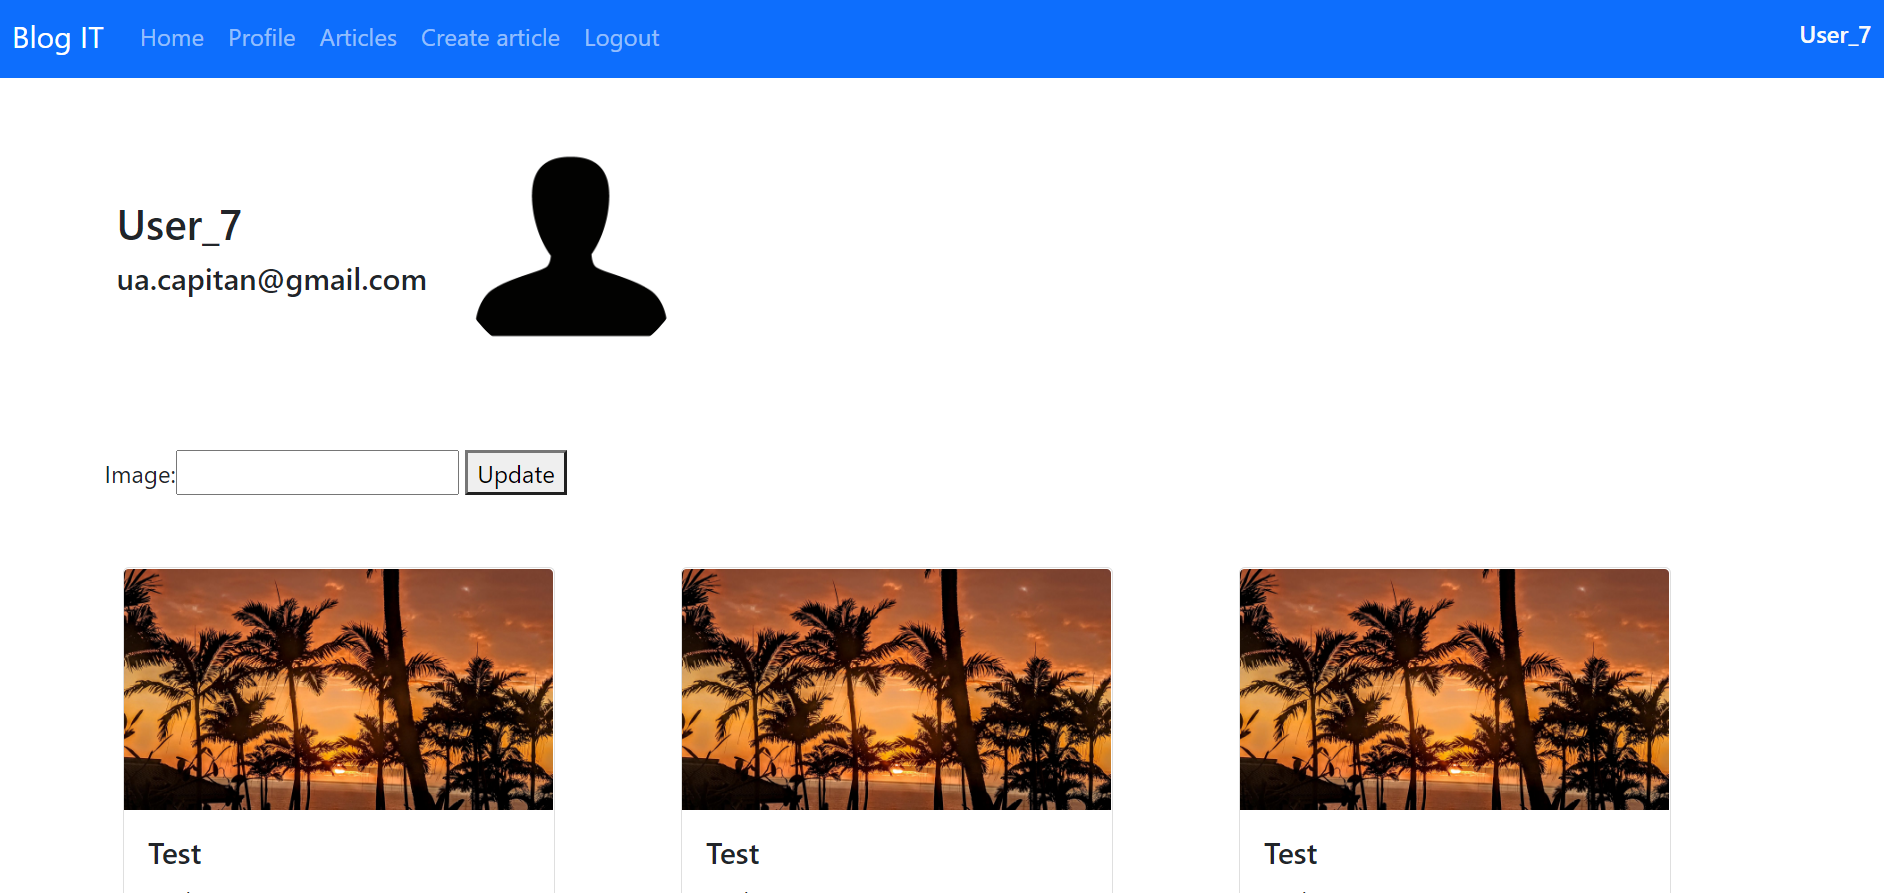 Blog IT Home Profile Articles Create article Logout User_7
User_7
ua.capitan@gmail.com
Image: Update
Test Test Test